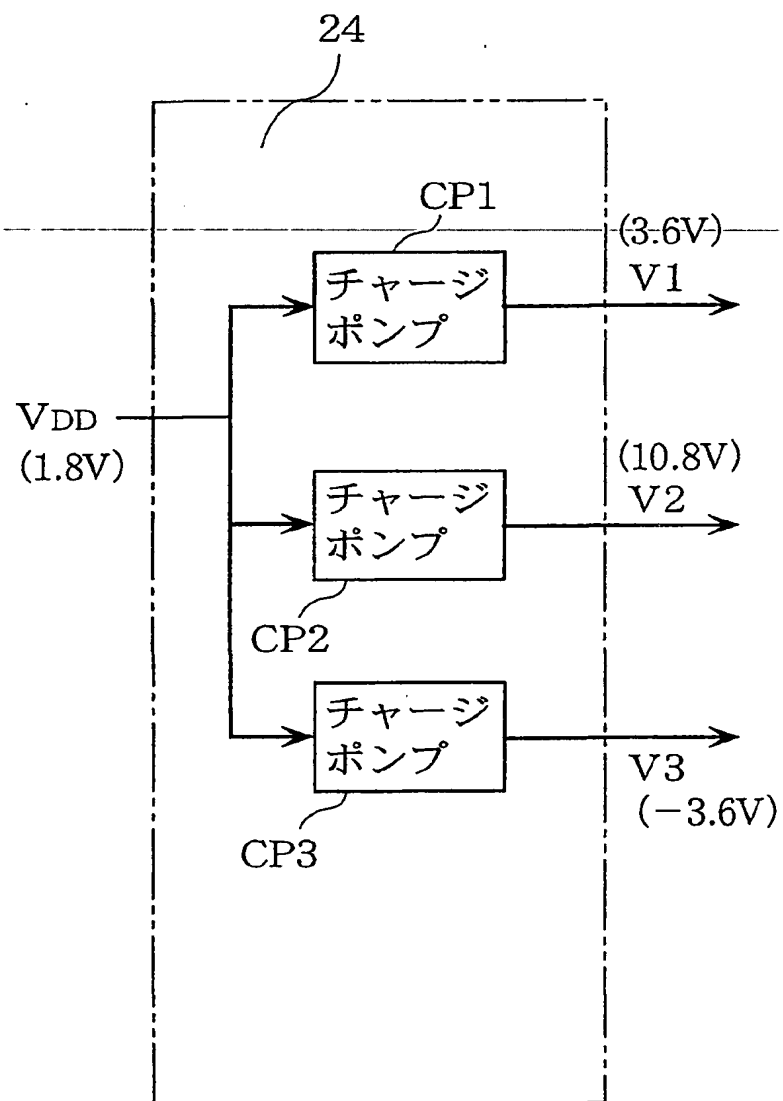 24
CP1
(3.6V)
チャージ
ポンプ
V1
VDD
(1.8V)
(10.8V)
チャージ
ポンプ
V2
CP2
チャージ
ポンプ
V3
(−3.6V)
CP3